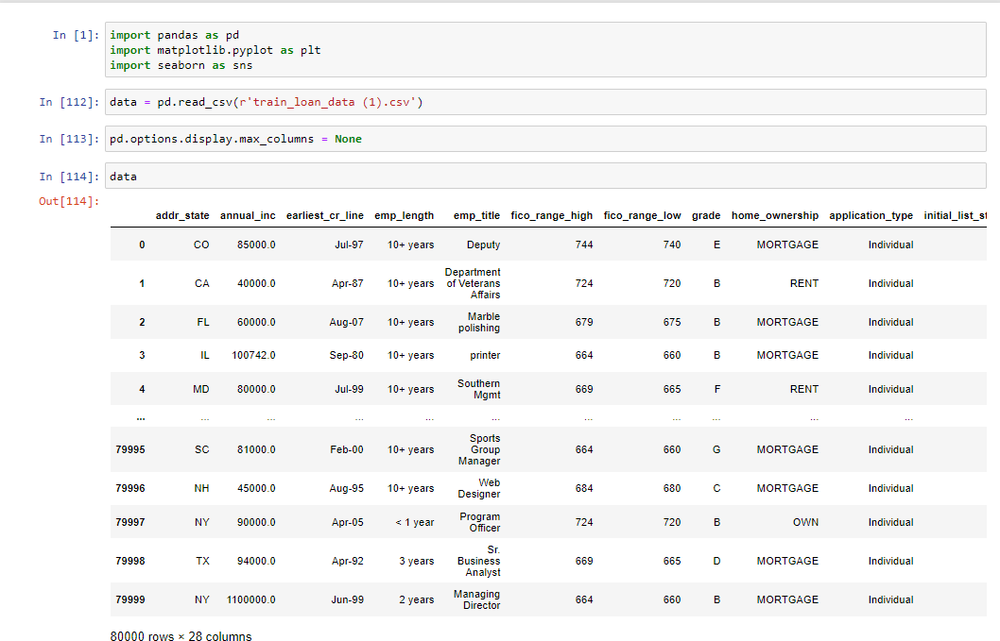 In [1]: import pandas as pd
import matplotlib.pyplot as plt
import seaborn as sns
In [112]: data = pd.read_csv(r'train_loan_data (1).csv')
In [113]: pd.options.display.max_columns = None
In [114]: data
Out[114]:
addr_state annual_inc earliest_cr_line emp_length emp_title fico_range_high fico_range_low grade home_ownership application_type initial_list_st
0 CO 85000.0 Jul-97 10+ years Deputy 744 740 E MORTGAGE Individual
1 CA 40000.0 Apr-87 10+ years Department of Veterans Affairs 724 720 B RENT Individual
2 FL 60000.0 Aug-07 10+ years Marble polishing 679 675 B MORTGAGE Individual
3 IL 100742.0 Sep-80 10+ years printer 664 660 B MORTGAGE Individual
4 MD 80000.0 Jul-99 10+ years Southern Mgmt 669 665 F RENT Individual
... ... ... ... ... ... ... ... ... ... ...
79995 SC 81000.0 Feb-00 10+ years Sports Group Manager 664 660 G MORTGAGE Individual
79996 NH 45000.0 Aug-95 10+ years Web Designer 684 680 C MORTGAGE Individual
79997 NY 90000.0 Apr-05 < 1 year Program Officer 724 720 B OWN Individual
79998 TX 94000.0 Apr-92 3 years Sr. Business Analyst 669 665 D MORTGAGE Individual
79999 NY 1100000.0 Jun-99 2 years Managing Director 664 660 B MORTGAGE Individual
80000 rows × 28 columns